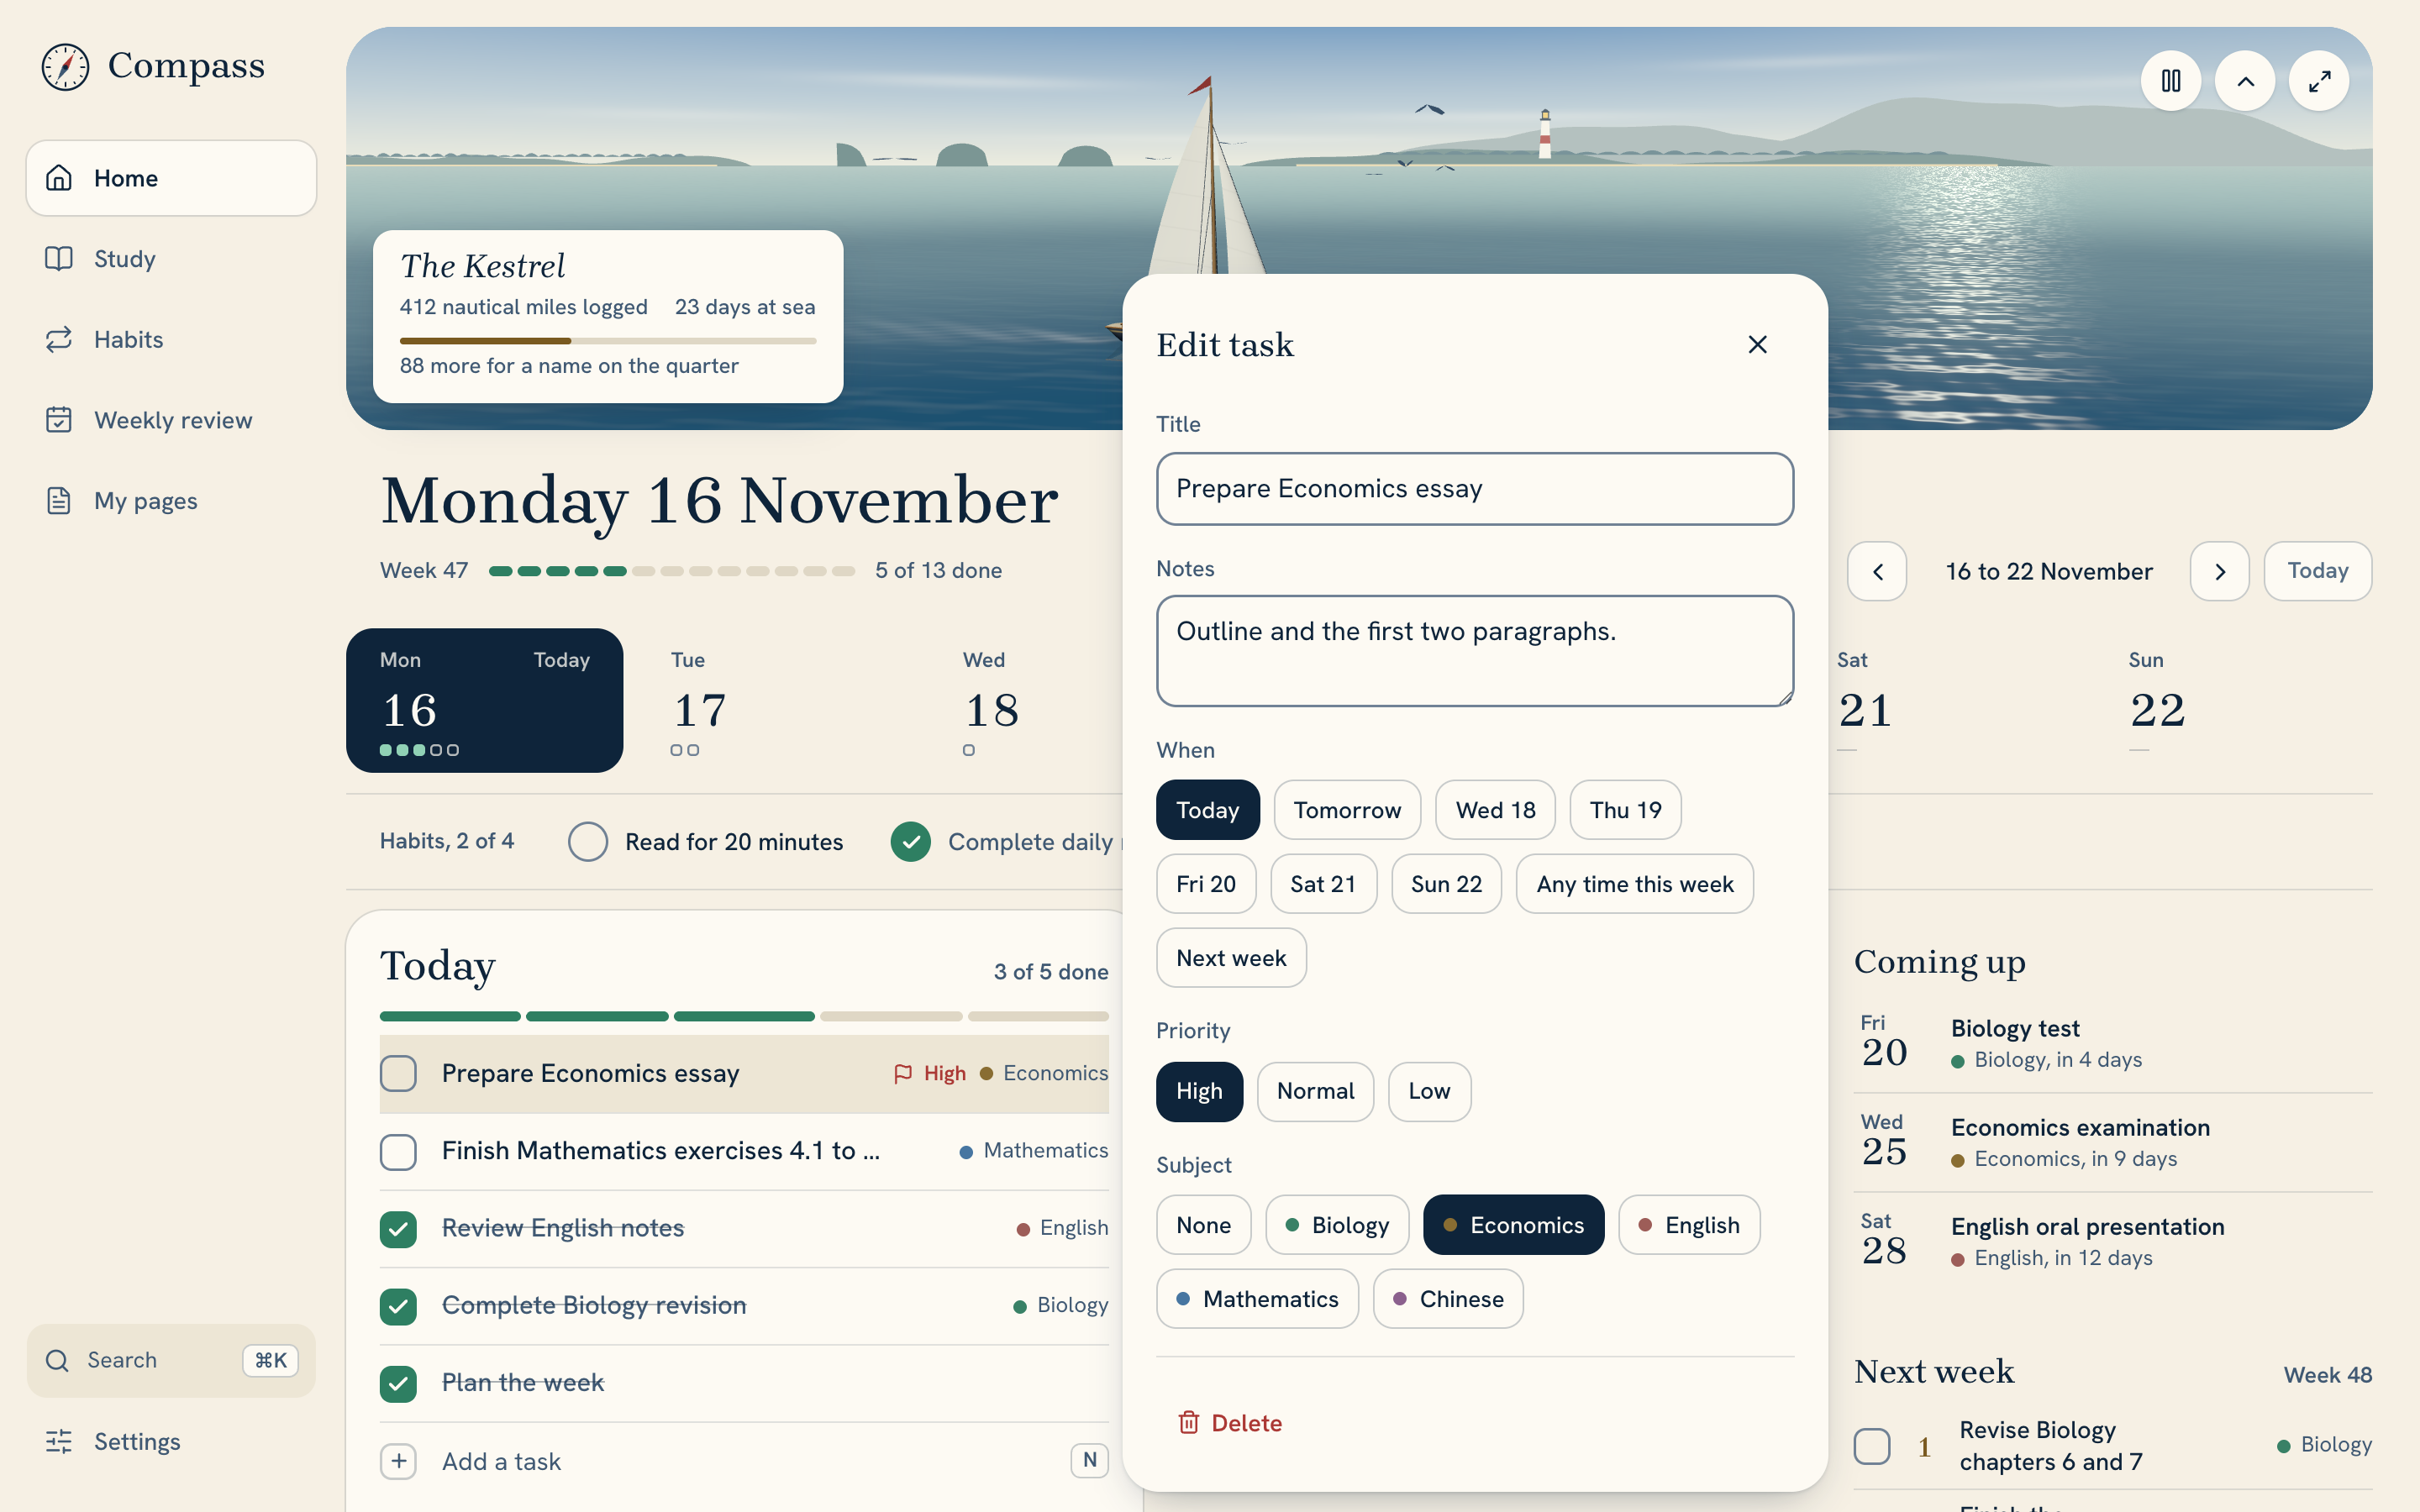 Compass
Home
Study
Habits
Weekly review
My pages
Search ⌘K
Settings
The Kestrel
412 nautical miles logged 23 days at sea
88 more for a name on the quarter
Monday 16 November
Week 47 5 of 13 done
16 to 22 November Today
Mon Today
16
Tue
17
Wed
18
Sat
21
Sun
22
Habits, 2 of 4 Read for 20 minutes Complete daily
Today 3 of 5 done
Prepare Economics essay High Economics
Finish Mathematics exercises 4.1 to ... Mathematics
Review English notes English
Complete Biology revision Biology
Plan the week
Add a task N
Edit task
Title
Prepare Economics essay
Notes
Outline and the first two paragraphs.
When
Today Tomorrow Wed 18 Thu 19
Fri 20 Sat 21 Sun 22 Any time this week
Next week
Priority
High Normal Low
Subject
None Biology Economics English
Mathematics Chinese
Delete
Coming up
Fri
20
Biology test
Biology, in 4 days
Wed
25
Economics examination
Economics, in 9 days
Sat
28
English oral presentation
English, in 12 days
Next week Week 48
1 Revise Biology
chapters 6 and 7
Biology